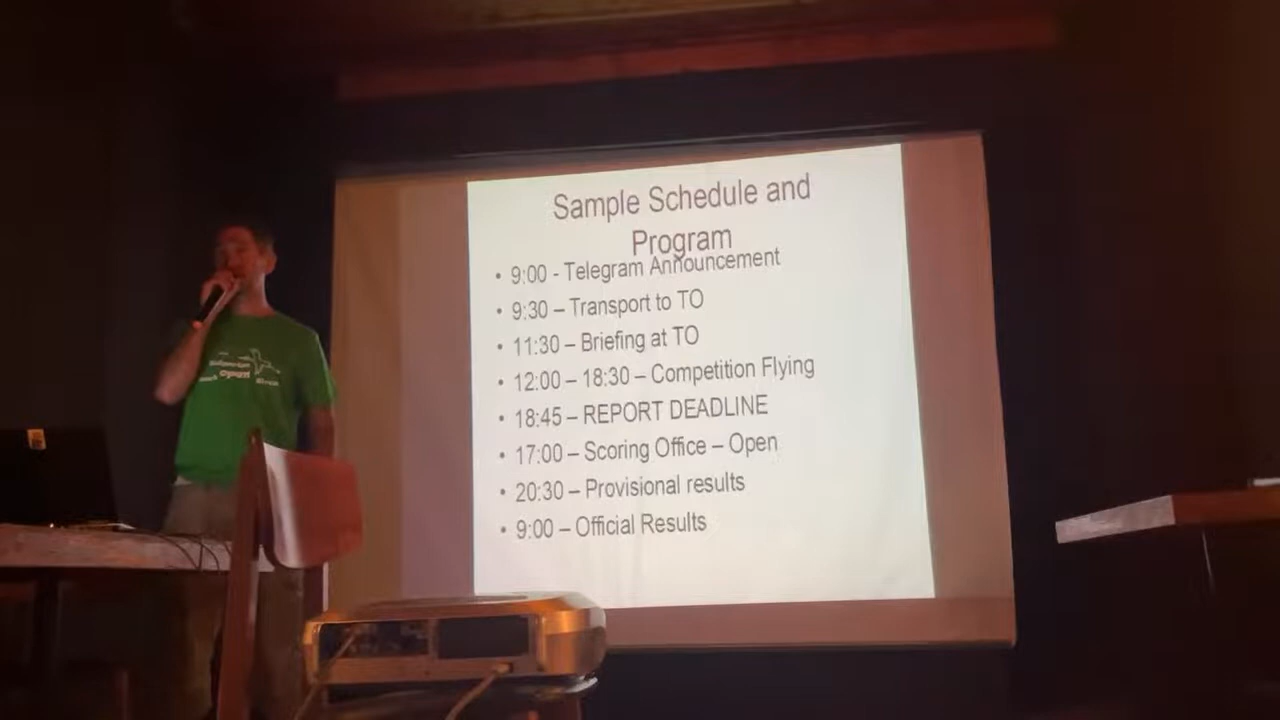 Sample Schedule and
Program
• 9:00 - Telegram Announcement
• 9:30 – Transport to TO
• 11:30 – Briefing at TO
• 12:00 – 18:30 – Competition Flying
• 18:45 – REPORT DEADLINE
• 17:00 – Scoring Office – Open
• 20:30 – Provisional results
• 9:00 – Official Results
open